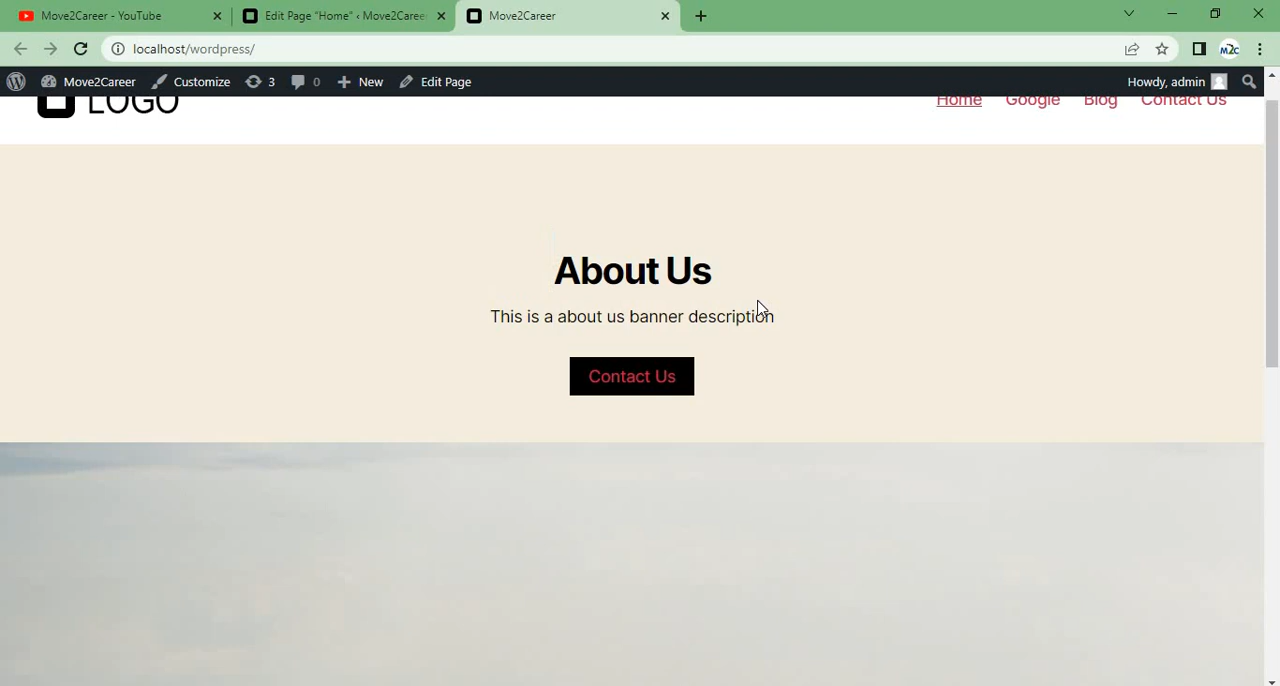 Move2Career - YouTube
Edit Page "Home" ‹ Move2Caree
Move2Career
localhost/wordpress/
M2C
Move2Career
Customize
3
0
New
Edit Page
Howdy, admin
LOGO
Home
Google
Blog
Contact Us
About Us
This is a about us banner description
Contact Us